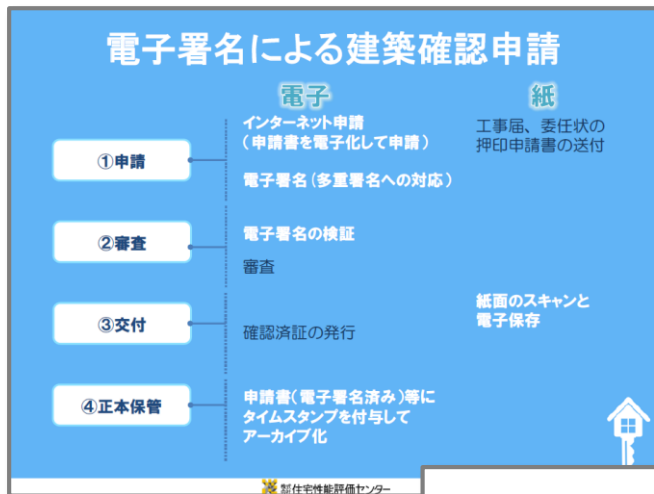 電子署名による建築確認申請
電子
紙
①申請
インターネット申請
（申請書を電子化して申請）
電子署名（多重署名への対応）
工事届、委任状の
押印申請書の送付
②審査
電子署名の検証
審査
③交付
確認済証の発行
紙面のスキャンと
電子保存
④正本保管
申請書（電子署名済み）等に
タイムスタンプを付与して
アーカイブ化
株式会社住宅性能評価センター